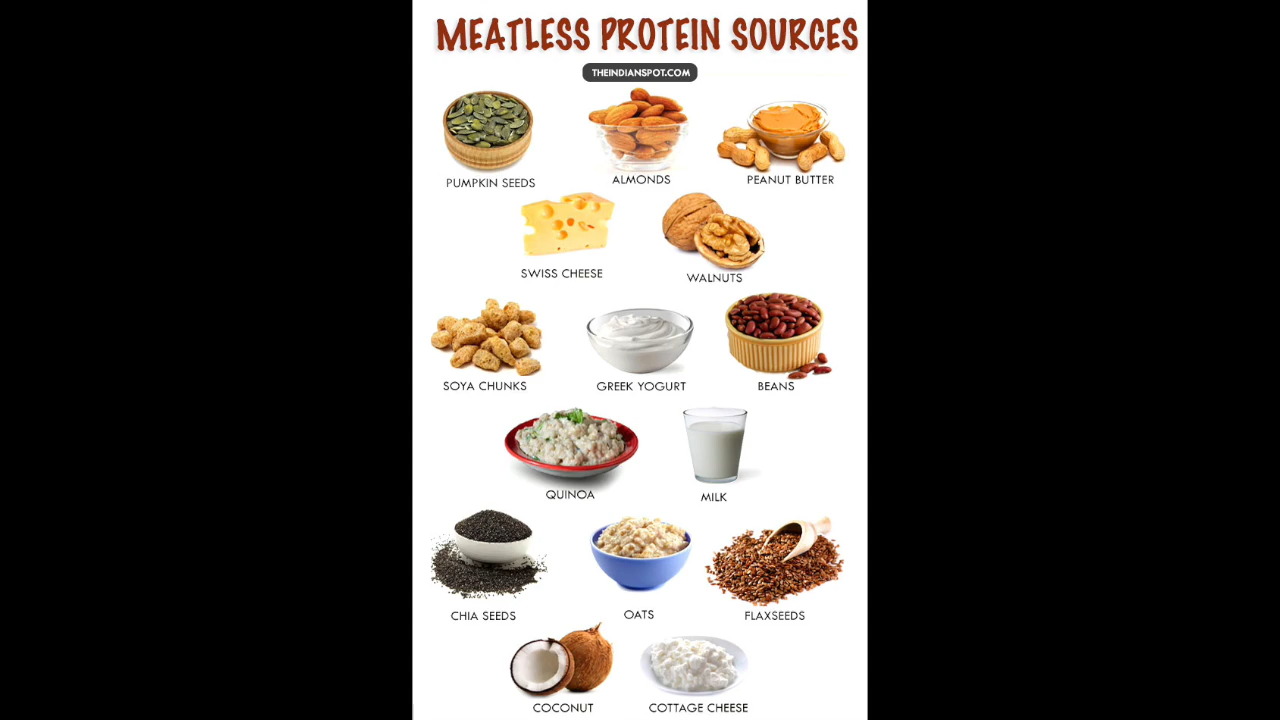 MEATLESS PROTEIN SOURCES
THEINDIANSPOT.COM
PUMPKIN SEEDS
ALMONDS
PEANUT BUTTER
SWISS CHEESE
WALNUTS
SOYA CHUNKS
GREEK YOGURT
BEANS
QUINOA
MILK
CHIA SEEDS
OATS
FLAXSEEDS
COCONUT
COTTAGE CHEESE